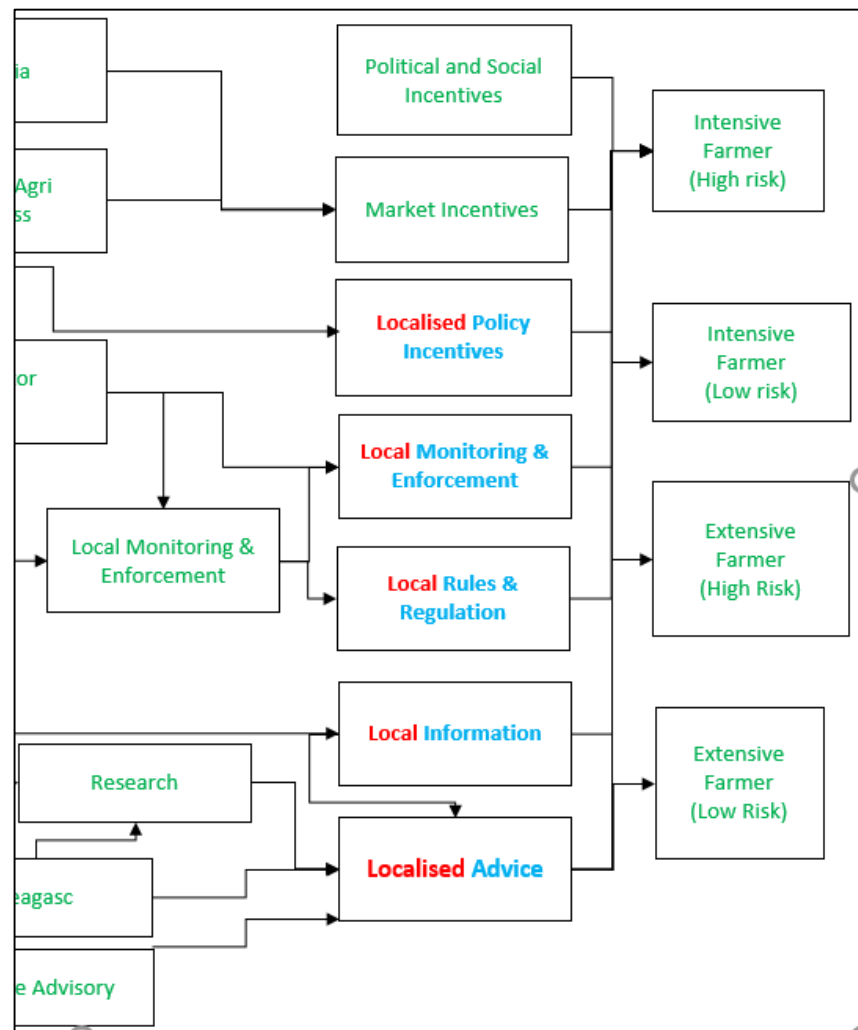 ia
Agri
ss
or
Local Monitoring &
Enforcement
Research
eagasc
e Advisory
Political and Social
Incentives
Market Incentives
Localised Policy
Incentives
Local Monitoring &
Enforcement
Local Rules &
Regulation
Local Information
Localised Advice
Intensive
Farmer
(High risk)
Intensive
Farmer
(Low risk)
Extensive
Farmer
(High Risk)
Extensive
Farmer
(Low Risk)